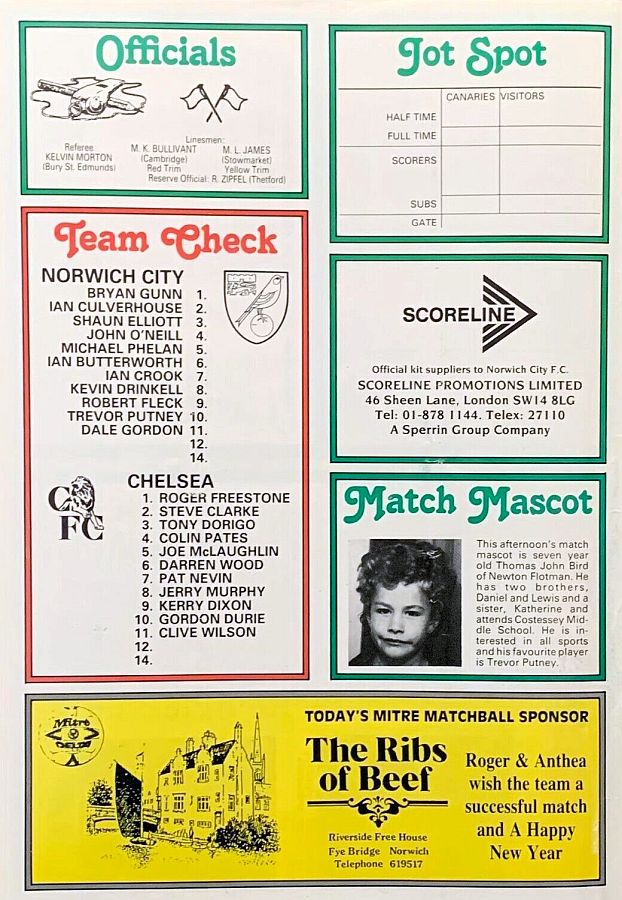 Officials
Referee
KELVIN MORTON
(Bury St. Edmunds)
Linesmen:
M. K. BULLIVANT
(Cambridge)
Red Trim
M. L. JAMES
(Stowmarket)
Yellow Trim
Reserve Official: R. ZIPFEL (Thetford)
Jot Spot
CANARIES VISITORS
HALF TIME
FULL TIME
SCORERS
SUBS
GATE
Team Check
NORWICH CITY
BRYAN GUNN 1.
IAN CULVERHOUSE 2.
SHAUN ELLIOTT 3.
JOHN O'NEILL 4.
MICHAEL PHELAN 5.
IAN BUTTERWORTH 6.
IAN CROOK 7.
KEVIN DRINKELL 8.
ROBERT FLECK 9.
TREVOR PUTNEY 10.
DALE GORDON 11.
12.
14.
CFC
CHELSEA
1. ROGER FREESTONE
2. STEVE CLARKE
3. TONY DORIGO
4. COLIN PATES
5. JOE McLAUGHLIN
6. DARREN WOOD
7. PAT NEVIN
8. JERRY MURPHY
9. KERRY DIXON
10. GORDON DURIE
11. CLIVE WILSON
12.
14.
SCORELINE
Official kit suppliers to Norwich City F.C.
SCORELINE PROMOTIONS LIMITED
46 Sheen Lane, London SW14 8LG
Tel: 01-878 1144. Telex: 27110
A Sperrin Group Company
Match Mascot
This afternoon's match
mascot is seven year
old Thomas John Bird
of Newton Flotman. He
has two brothers,
Daniel and Lewis and a
sister, Katherine and
attends Costessey Mid-
dle School. He is in-
terested in all sports
and his favourite player
is Trevor Putney.
Mitre
DELTA
TODAY'S MITRE MATCHBALL SPONSOR
The Ribs
of Beef
Riverside Free House
Fye Bridge Norwich
Telephone 619517
Roger & Anthea
wish the team a
successful match
and A Happy
New Year